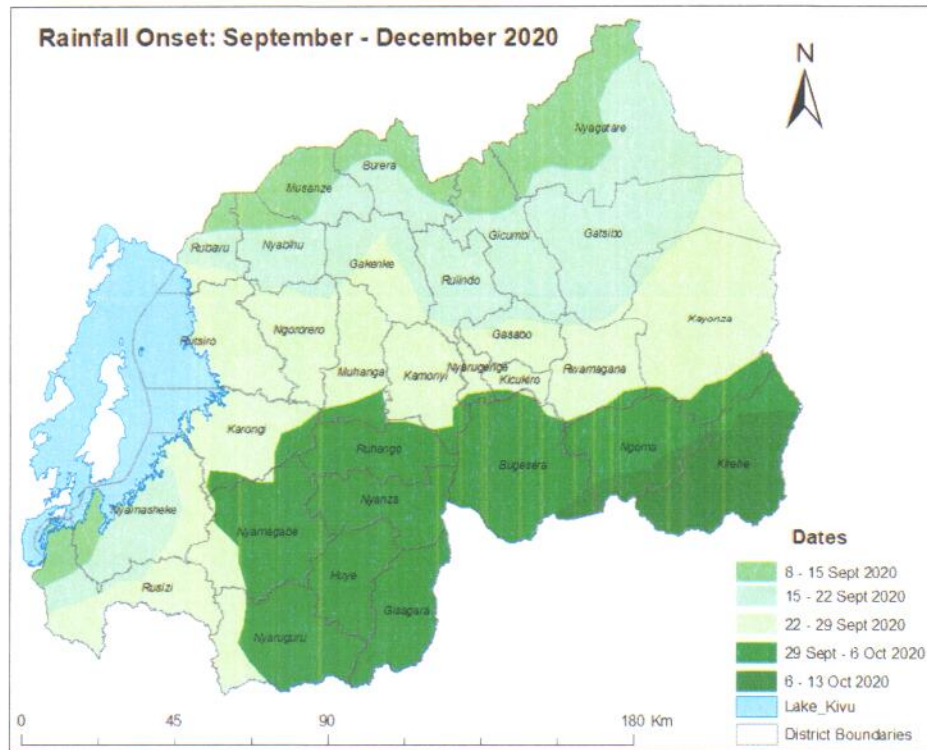 Rainfall Onset: September - December 2020
N
Nyagatare
Burera
Musanze
Rubavu
Nyabihu
Gicumbi
Gatsibo
Gakenke
Rulindo
Rutsiro
Ngororero
Gasabo
Kayonza
Muhanga
Kamonyi
Nyarugenge
Kicukiro
Rwamagana
Karongi
Ruhango
Bugesera
Ngoma
Kirehe
Nyamasheke
Nyanza
Nyamagabe
Huye
Rusizi
Gisagara
Nyaruguru
Dates
8 - 15 Sept 2020
15 - 22 Sept 2020
22 - 29 Sept 2020
29 Sept - 6 Oct 2020
6 - 13 Oct 2020
Lake_Kivu
District Boundaries
0 45 90 180 Km